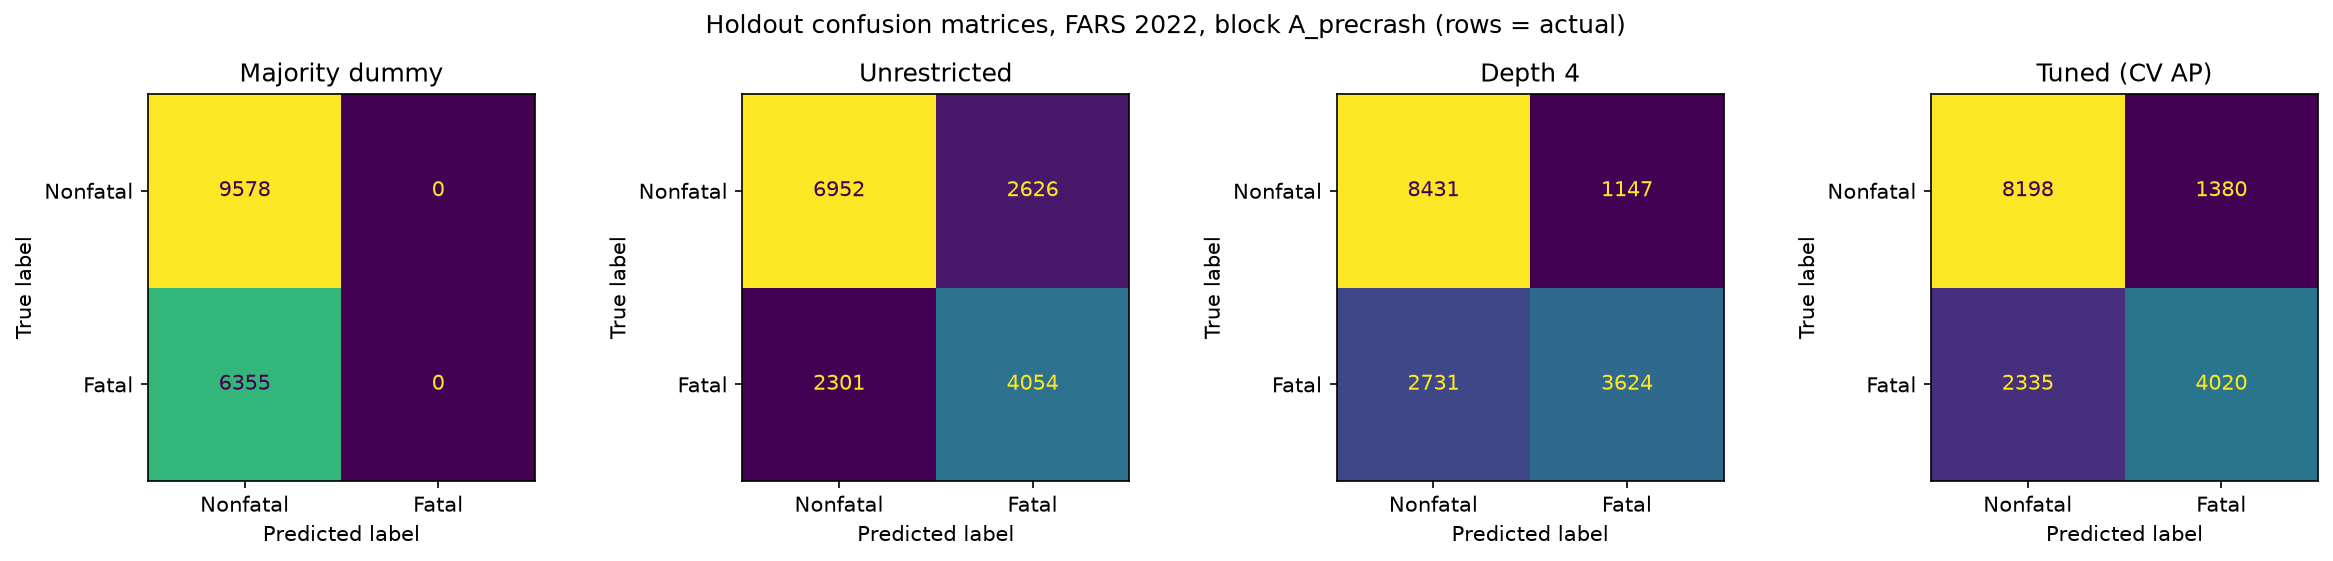 Holdout confusion matrices, FARS 2022, block A_precrash (rows = actual)
Majority dummy
True label
Nonfatal
9578
0
Fatal
6355
0
Nonfatal
Fatal
Predicted label
Unrestricted
True label
Nonfatal
6952
2626
Fatal
2301
4054
Nonfatal
Fatal
Predicted label
Depth 4
True label
Nonfatal
8431
1147
Fatal
2731
3624
Nonfatal
Fatal
Predicted label
Tuned (CV AP)
True label
Nonfatal
8198
1380
Fatal
2335
4020
Nonfatal
Fatal
Predicted label